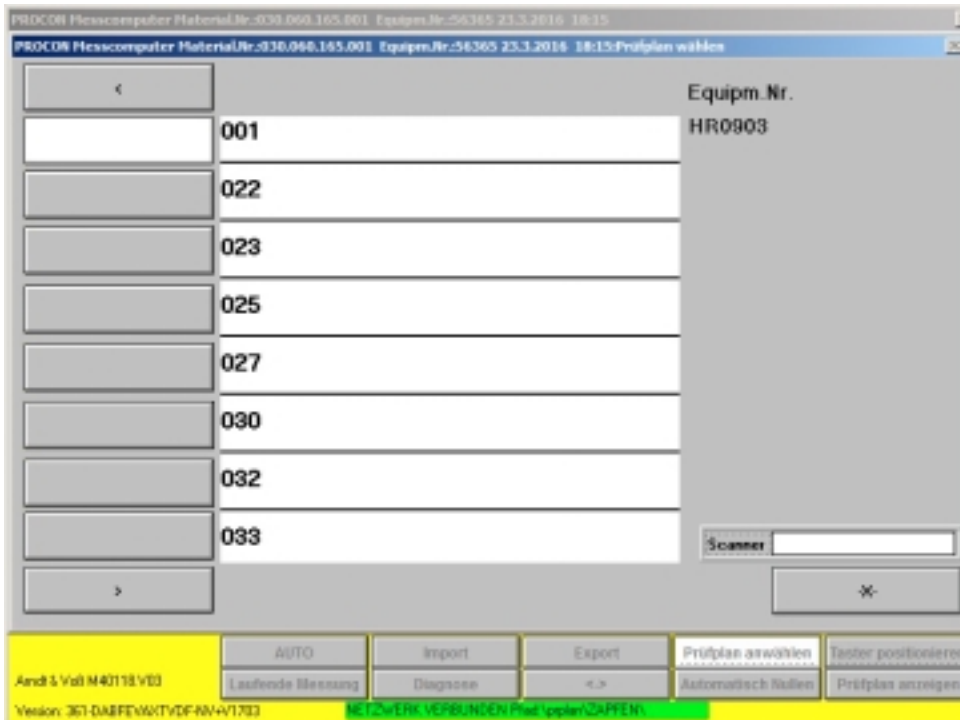 PROCON Messcomputer Material.Nr.:030.060.165.001 Equipm.Nr.:56365 23.3.2016 18:15
PROCON Messcomputer Material.Nr.:030.060.165.001 Equipm.Nr.:56365 23.3.2016 18:15:Prüfplan wählen
<
Equipm.Nr.
HR0903
001
022
023
025
027
030
032
033
Scanner
>
-X-
AUTO
Import
Export
Prüfplan anwählen
Taster positioniere
Laufende Messung
Diagnose
<.>
Automatisch Nullen
Prüfplan anzeigen
Arndt & Voß M40118.V03
NETZWERK VERBUNDEN Pfad \prplan\ZAPFEN\